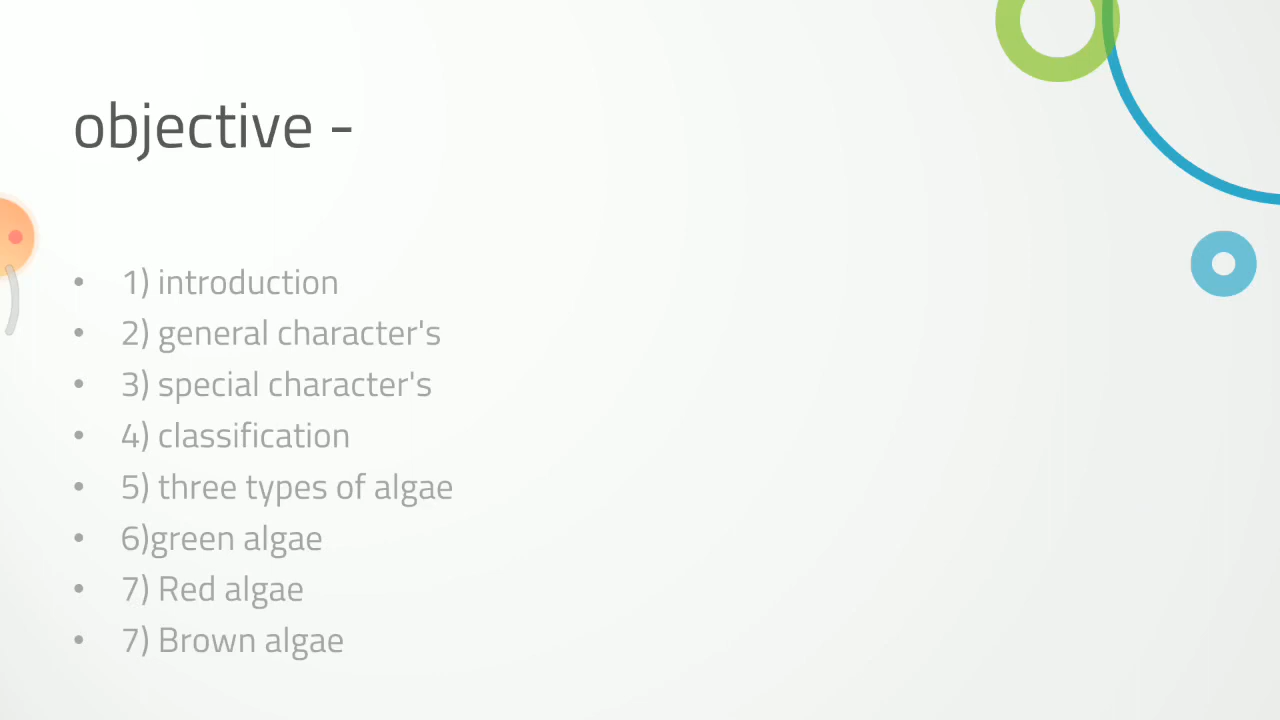 objective -
• 1) introduction
• 2) general character's
• 3) special character's
• 4) classification
• 5) three types of algae
• 6)green algae
• 7) Red algae
• 7) Brown algae